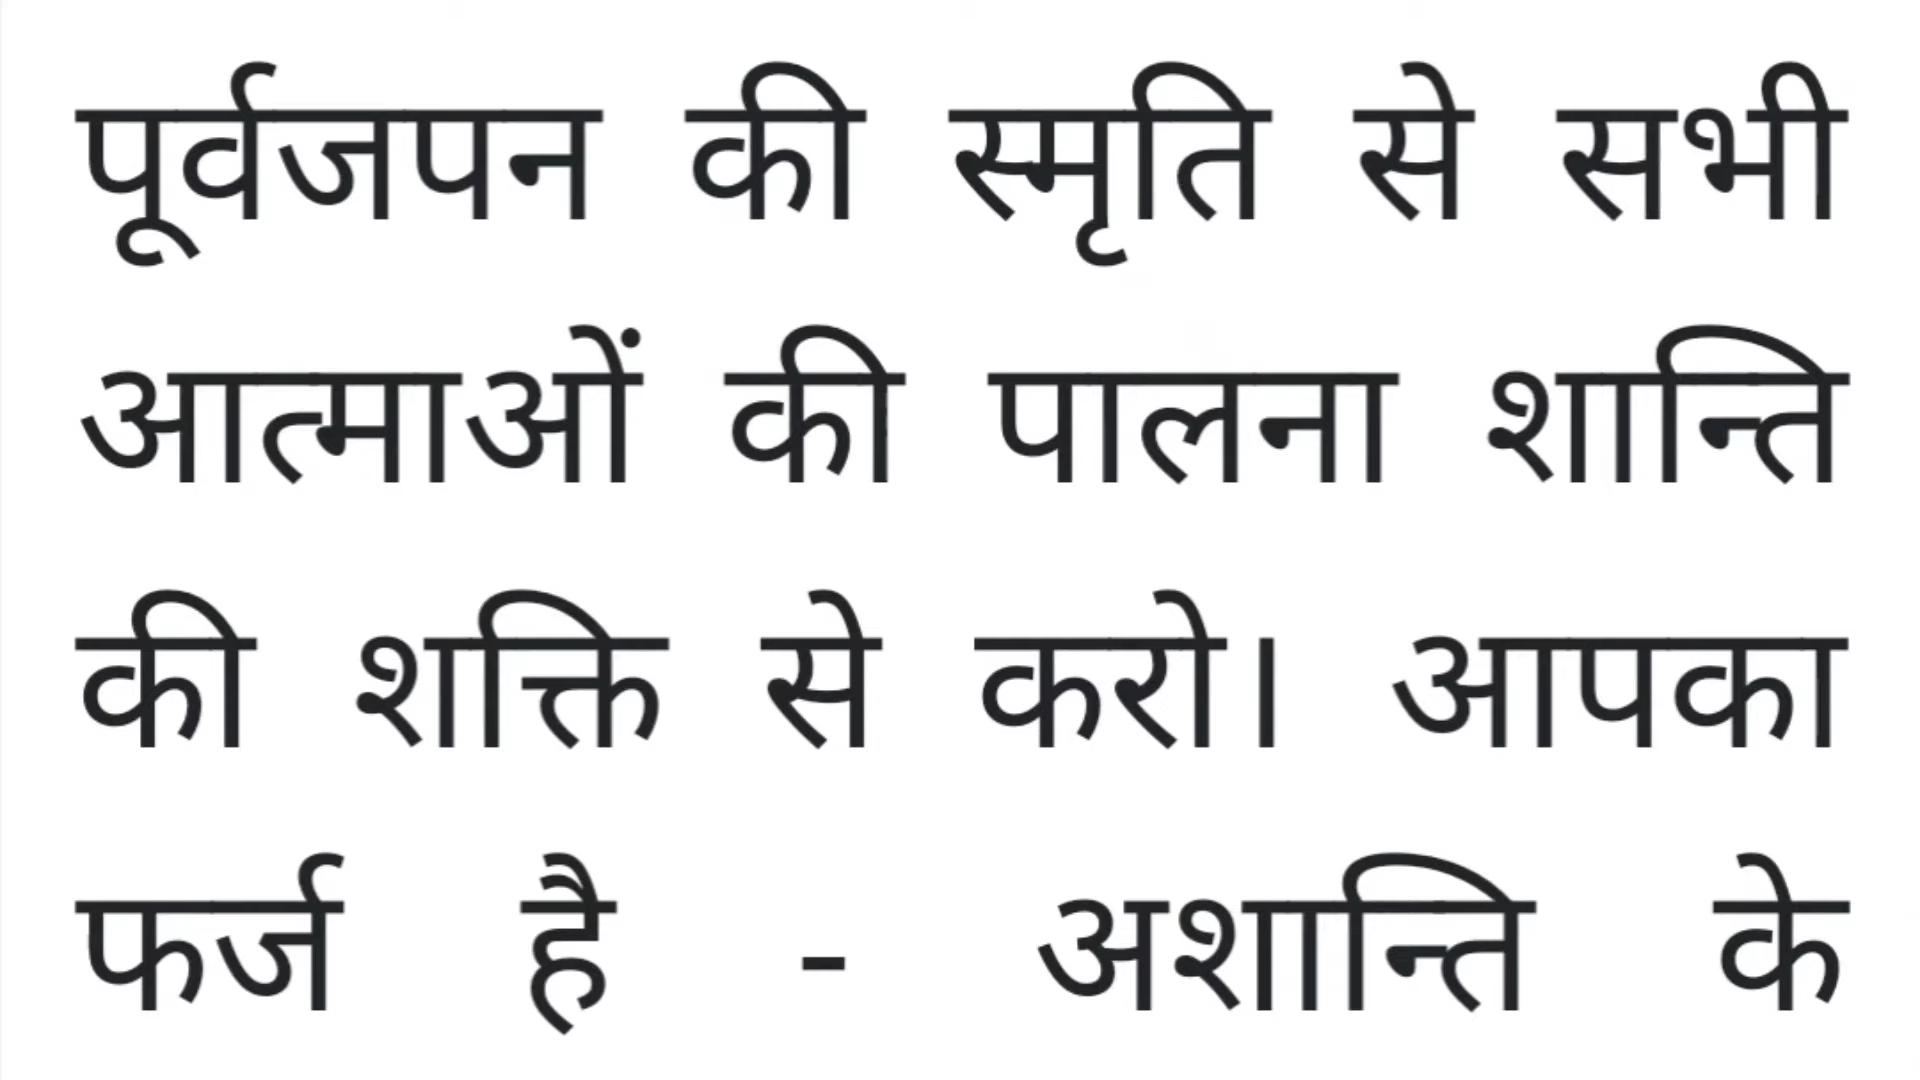 पूर्वजपन की स्मृति से सभी
आत्माओं की पालना शान्ति
की शक्ति से करो। आपका
फर्ज है - अशान्ति के